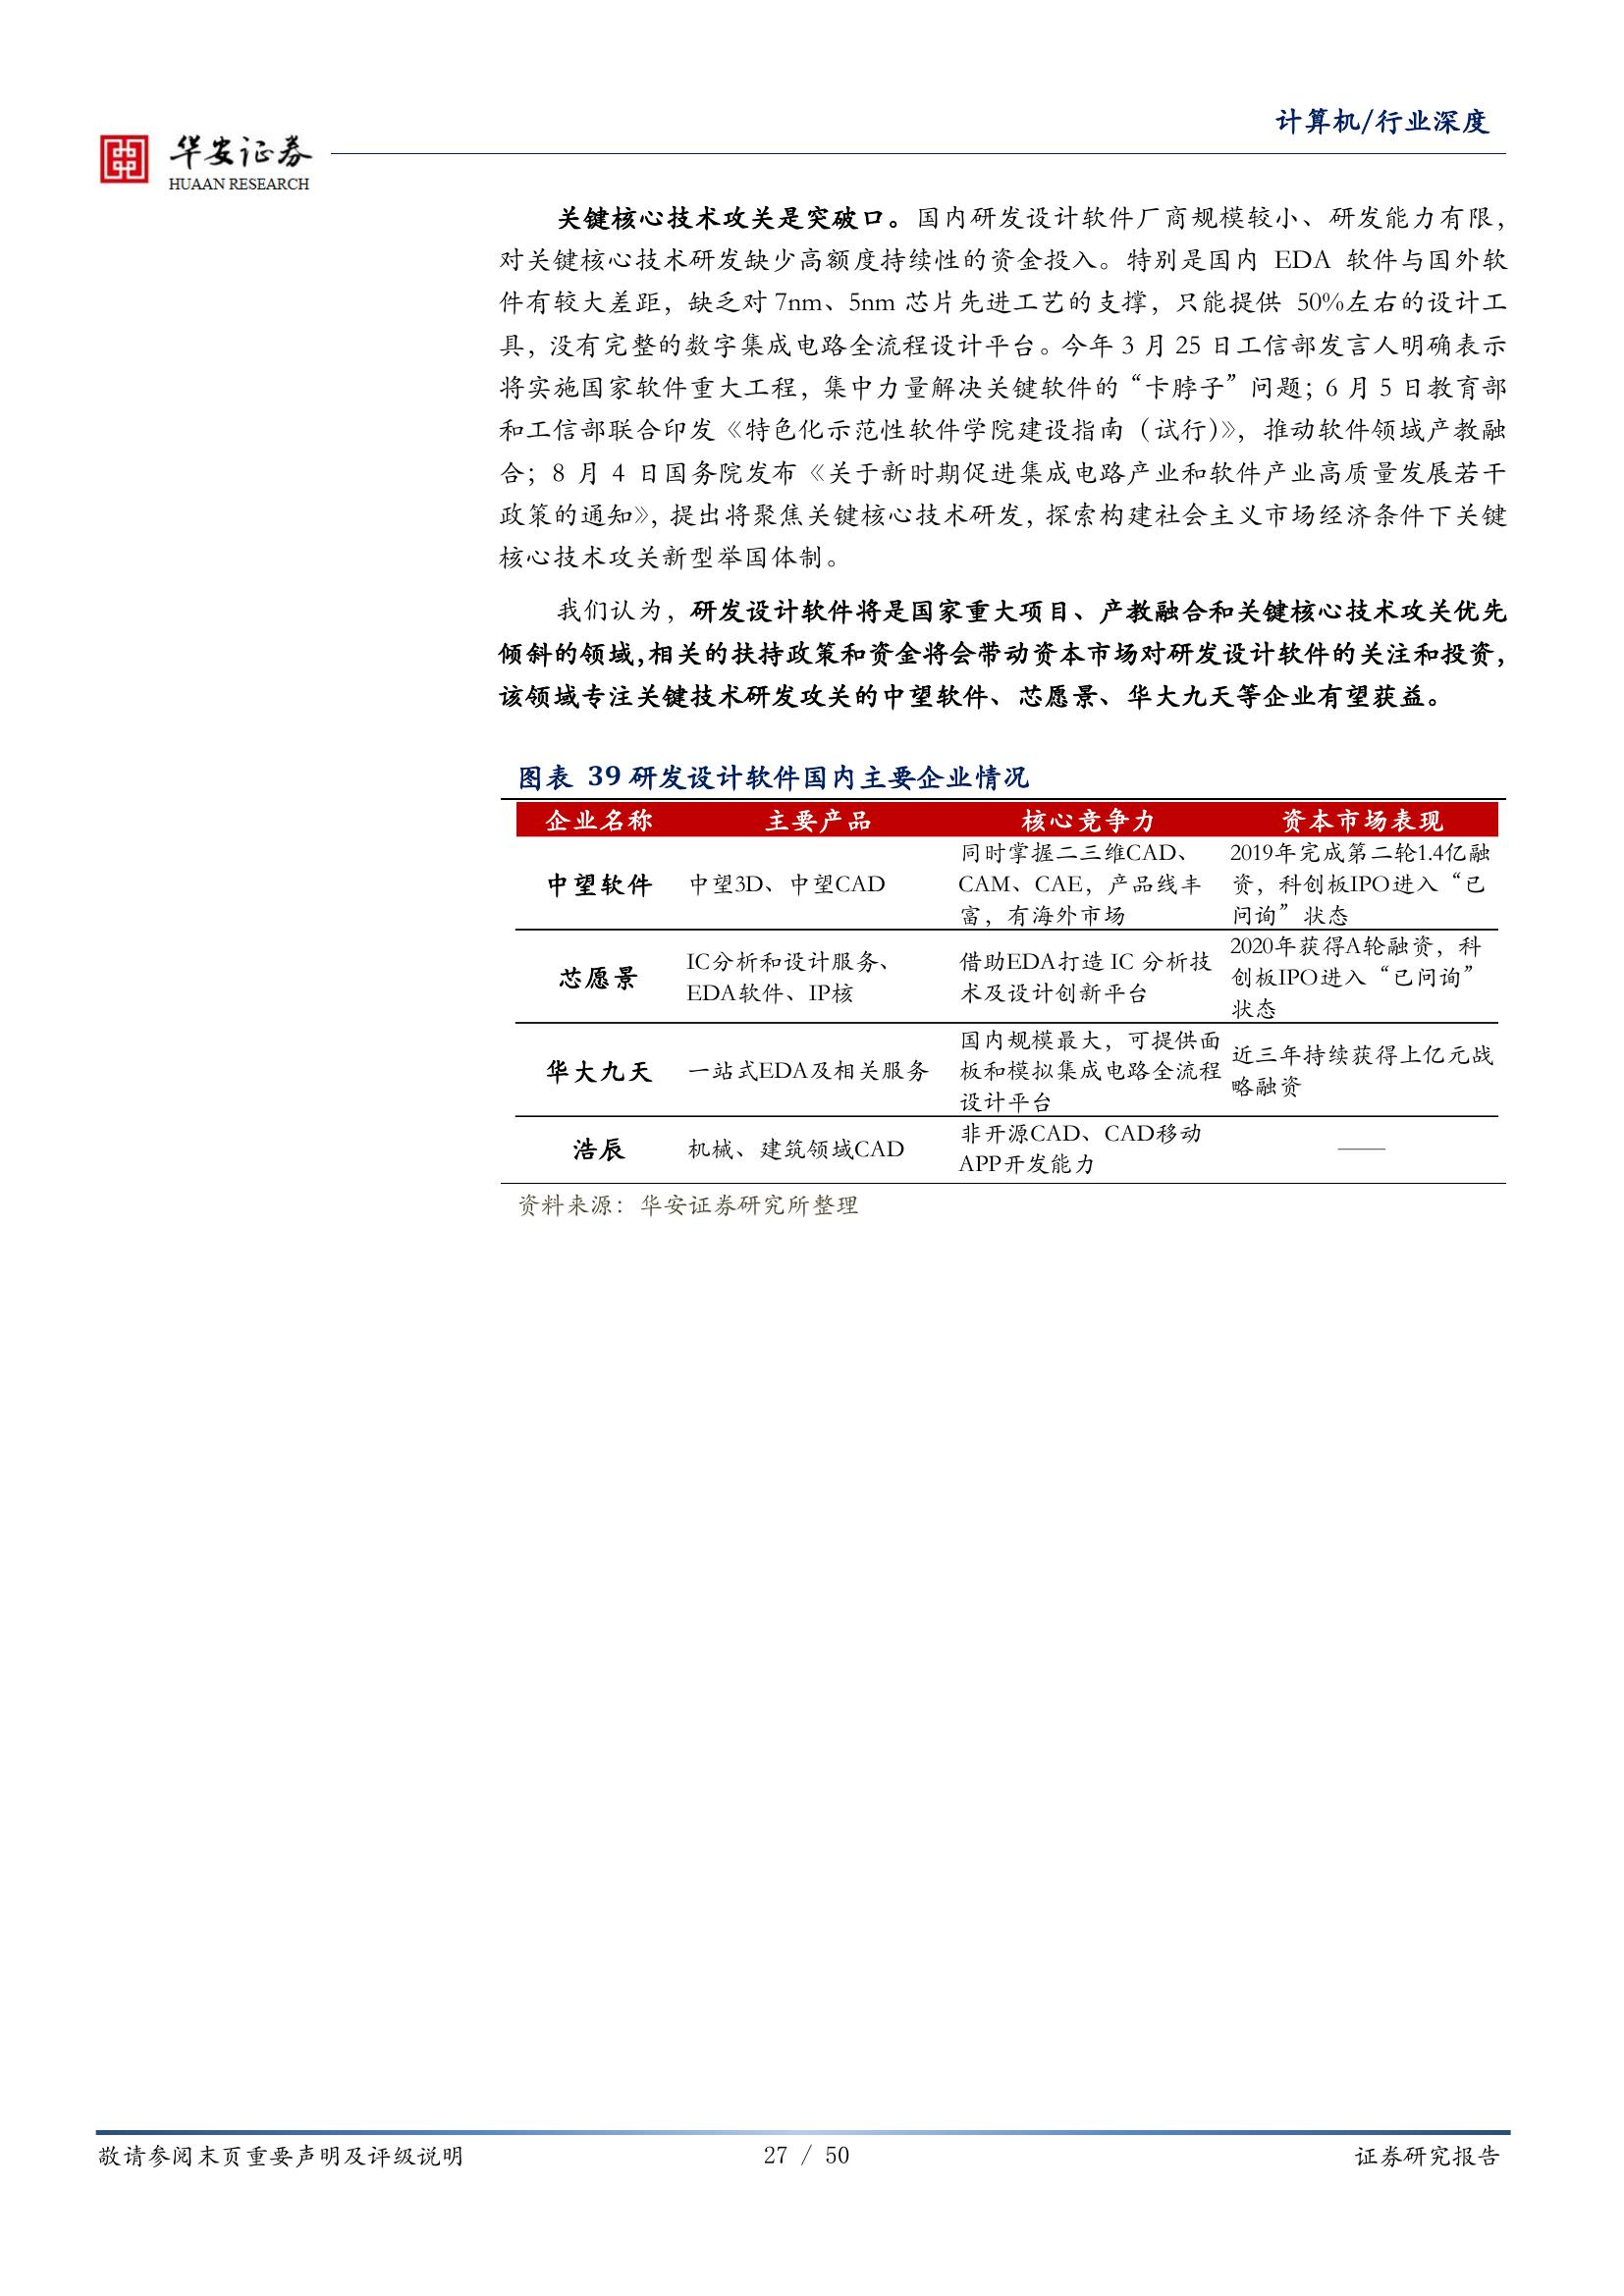 计算机/行业深度
华安证券
HUAAN RESEARCH
关键核心技术攻关是突破口。国内研发设计软件厂商规模较小、研发能力有限，
对关键核心技术研发缺少高额度持续性的资金投入。特别是国内 EDA 软件与国外软
件有较大差距，缺乏对 7nm、5nm 芯片先进工艺的支撑，只能提供 50%左右的设计工
具，没有完整的数字集成电路全流程设计平台。今年 3 月 25 日工信部发言人明确表示
将实施国家软件重大工程，集中力量解决关键软件的“卡脖子”问题；6 月 5 日教育部
和工信部联合印发《特色化示范性软件学院建设指南（试行）》，推动软件领域产教融
合；8 月 4 日国务院发布《关于新时期促进集成电路产业和软件产业高质量发展若干
政策的通知》，提出将聚焦关键核心技术研发，探索构建社会主义市场经济条件下关键
核心技术攻关新型举国体制。
我们认为，研发设计软件将是国家重大项目、产教融合和关键核心技术攻关优先
倾斜的领域，相关的扶持政策和资金将会带动资本市场对研发设计软件的关注和投资，
该领域专注关键技术研发攻关的中望软件、芯愿景、华大九天等企业有望获益。
图表 39 研发设计软件国内主要企业情况
企业名称 主要产品 核心竞争力 资本市场表现
中望软件
中望3D、中望CAD
同时掌握二三维CAD、
CAM、CAE，产品线丰
富，有海外市场
2019年完成第二轮1.4亿融
资，科创板IPO进入“已
问询”状态
芯愿景
IC分析和设计服务、
EDA软件、IP核
借助EDA打造 IC 分析技
术及设计创新平台
2020年获得A轮融资，科
创板IPO进入“已问询”
状态
华大九天
一站式EDA及相关服务
国内规模最大，可提供面
板和模拟集成电路全流程
设计平台
近三年持续获得上亿元战
略融资
浩辰
机械、建筑领域CAD
非开源CAD、CAD移动
APP开发能力
——
资料来源：华安证券研究所整理
敬请参阅末页重要声明及评级说明 27 / 50 证券研究报告